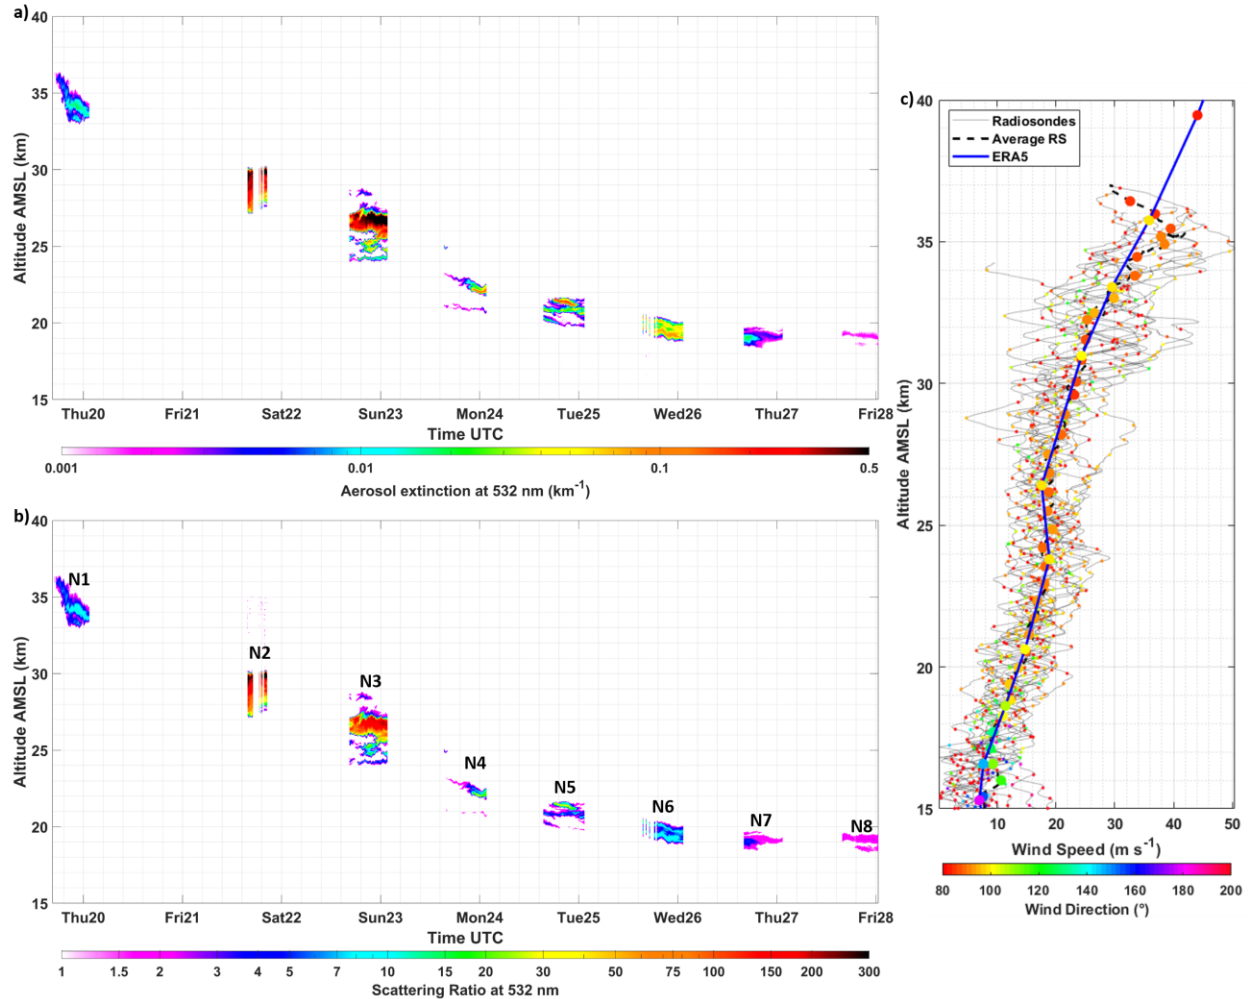 a)
40
35
30
25
20
15
Altitude AMSL (km)
Thu20 Fri21 Sat22 Sun23 Mon24 Tue25 Wed26 Thu27 Fri28
Time UTC
0.001 0.01 0.1 0.5
Aerosol extinction at 532 nm (km-1)
b)
40
35
30
25
20
15
Altitude AMSL (km)
N1
N2
N3
N4
N5
N6
N7
N8
Thu20 Fri21 Sat22 Sun23 Mon24 Tue25 Wed26 Thu27 Fri28
Time UTC
1 1.5 2 3 4 5 7 10 15 20 30 50 75 100 150 200 300
Scattering Ratio at 532 nm
c)
40
35
30
25
20
15
Altitude AMSL (km)
Radiosondes
Average RS
ERA5
10 20 30 40 50
Wind Speed (m s-1)
80 100 120 140 160 180 200
Wind Direction (°)